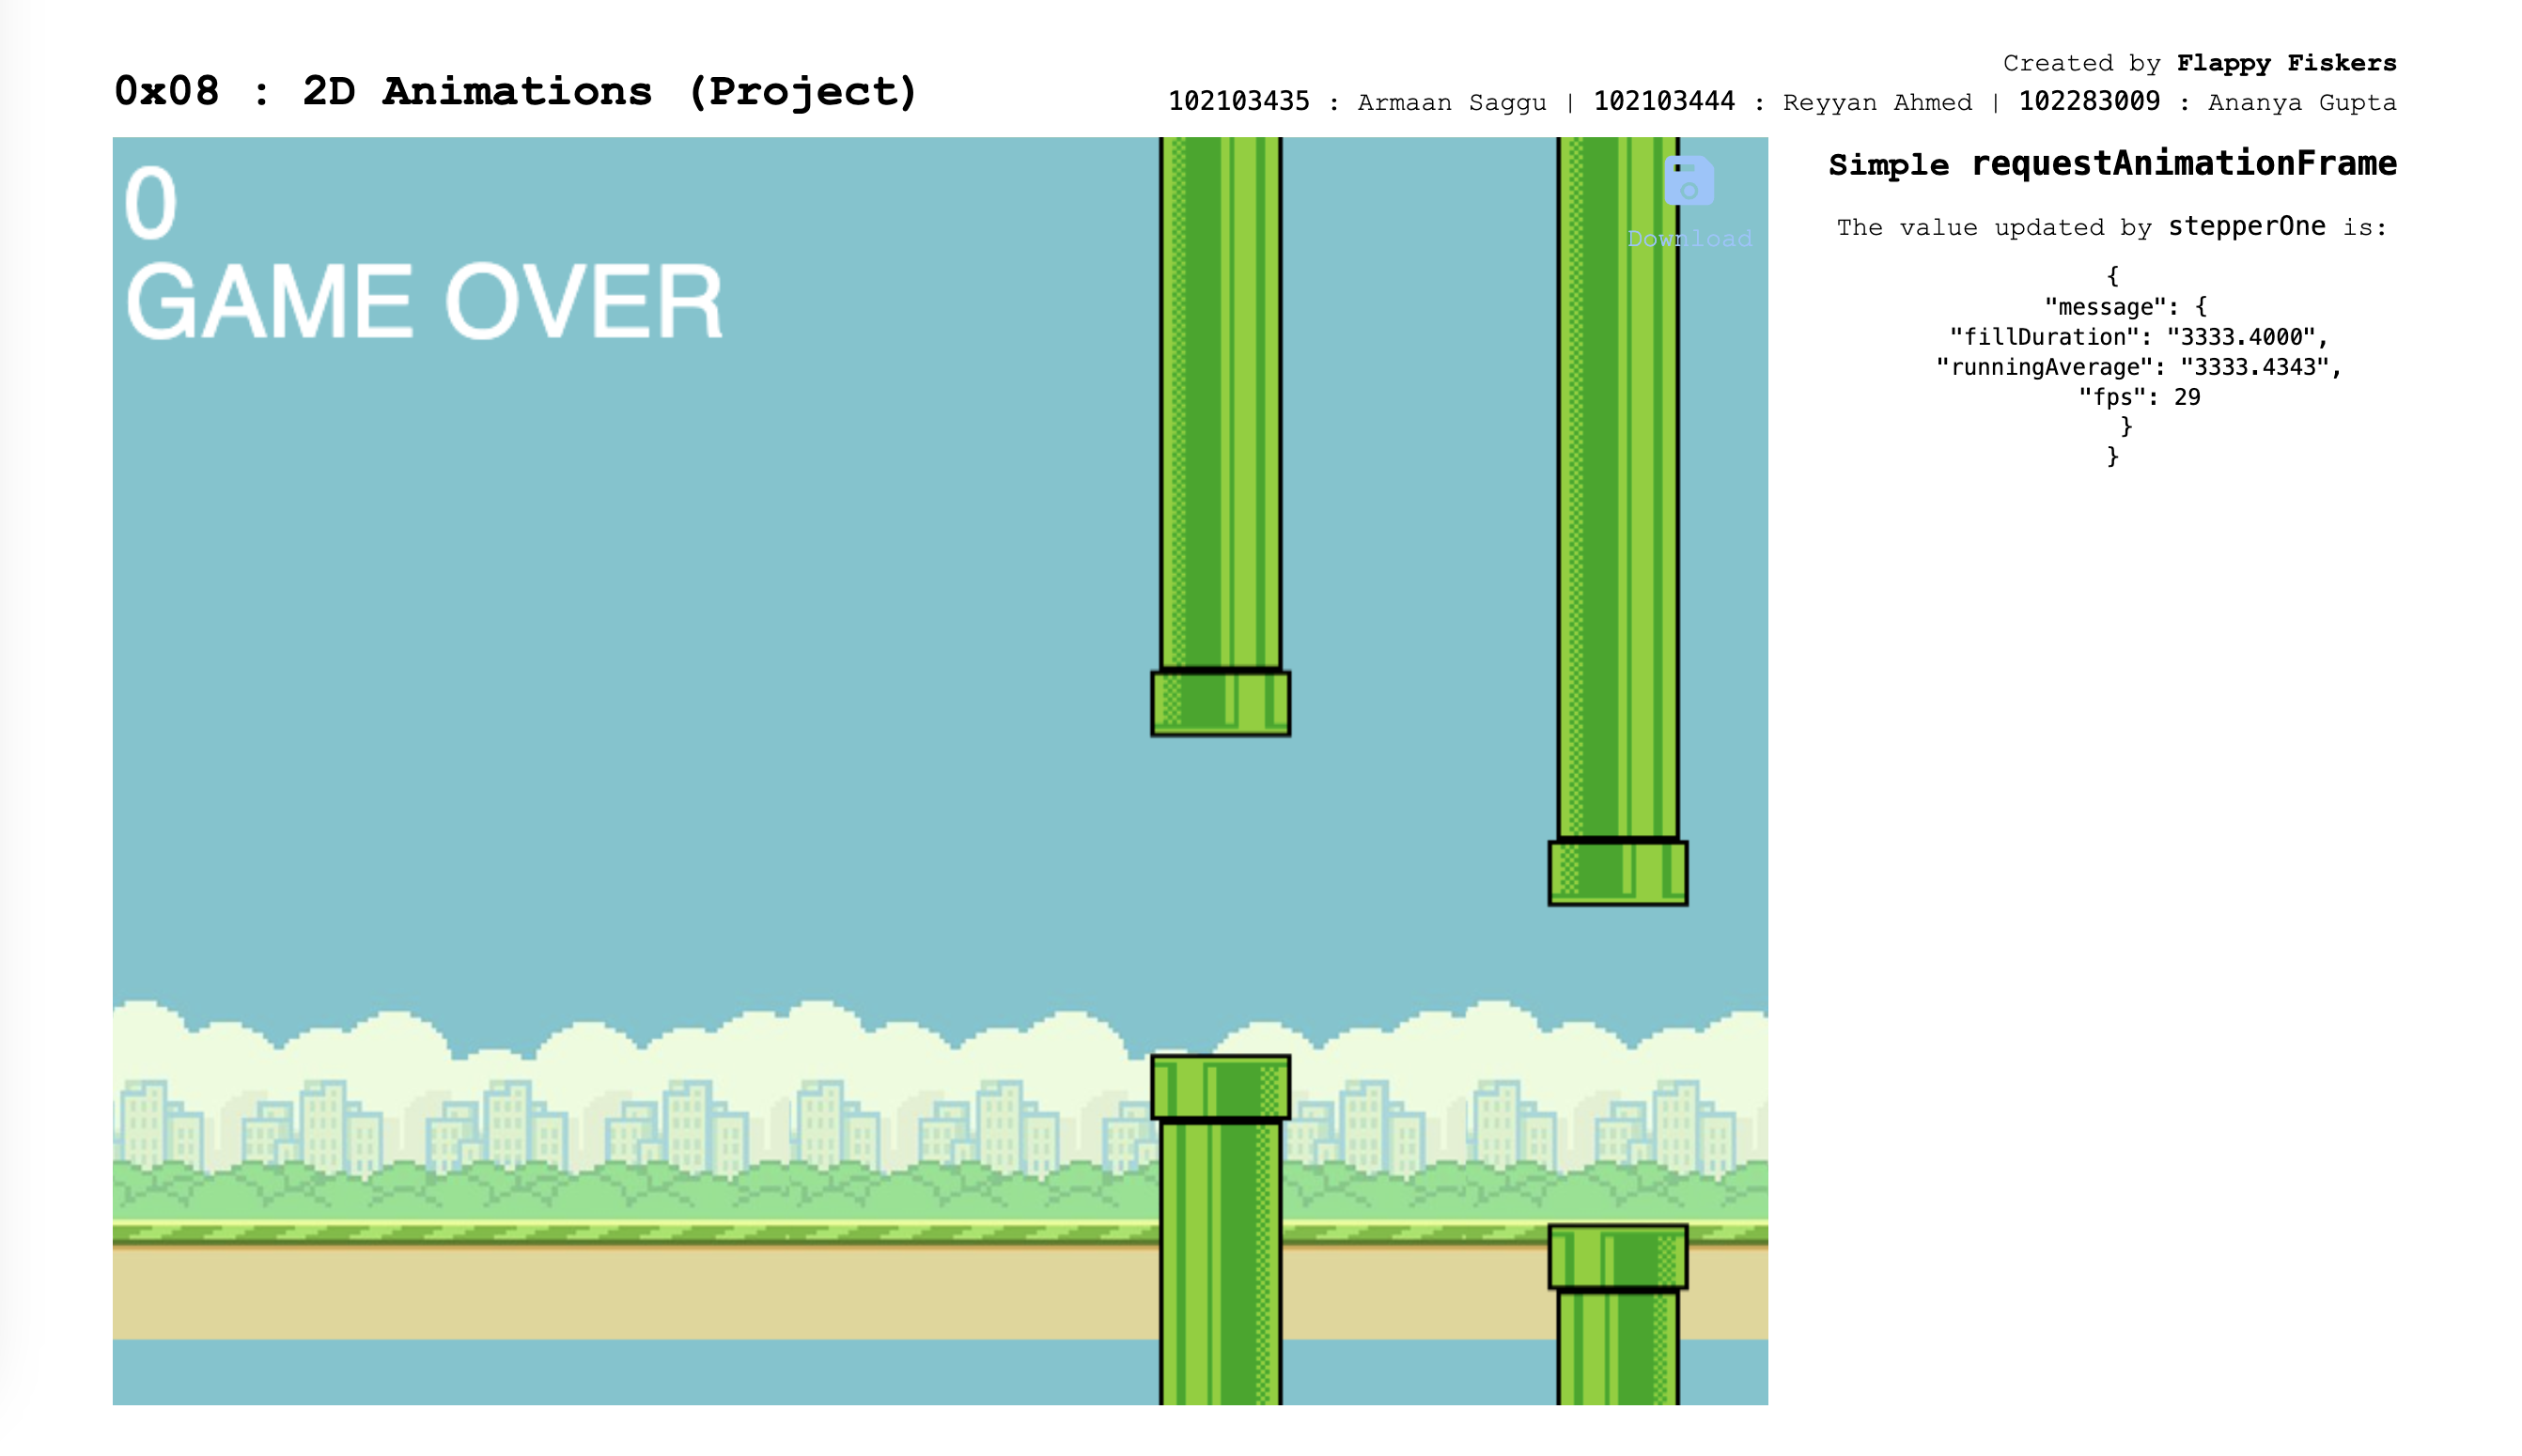 Created by Flappy Fiskers
0x08 : 2D Animations (Project)
102103435 : Armaan Saggu | 102103444 : Reyyan Ahmed | 102283009 : Ananya Gupta
0
GAME OVER
Download
Simple requestAnimationFrame
The value updated by stepperOne is:
{
"message": {
"fillDuration": "3333.4000",
"runningAverage": "3333.4343",
"fps": 29
}
}